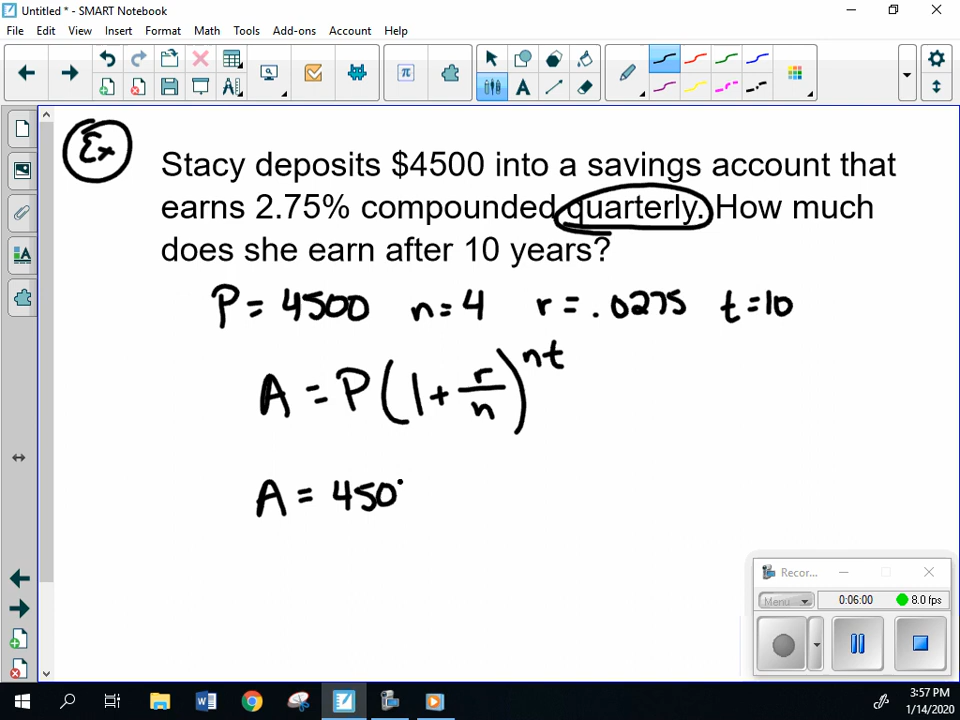 Untitled * - SMART Notebook
File Edit View Insert Format Math Tools Add-ons Account Help
Ex
Stacy deposits $4500 into a savings account that
earns 2.75% compounded quarterly. How much
does she earn after 10 years?
P = 4500 n = 4 r = .0275 t = 10
A = P(1 + r/n)^nt
A = 450
Recor...
Menu 0:06:00 8.0 fps
3:57 PM
1/14/2020